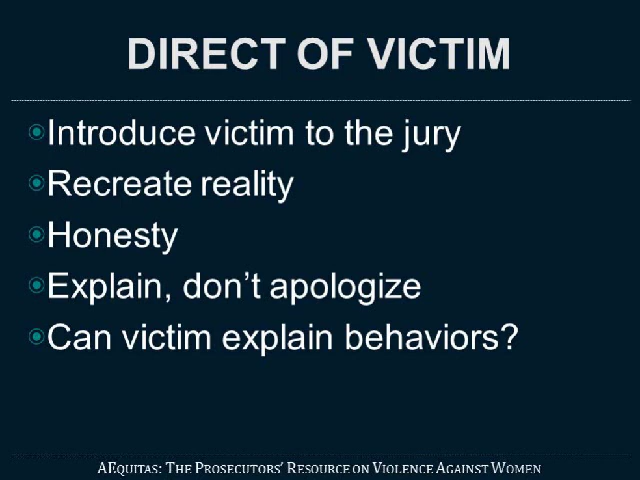 DIRECT OF VICTIM
Introduce victim to the jury
Recreate reality
Honesty
Explain, don’t apologize
Can victim explain behaviors?
AEQUITAS: THE PROSECUTORS’ RESOURCE ON VIOLENCE AGAINST WOMEN